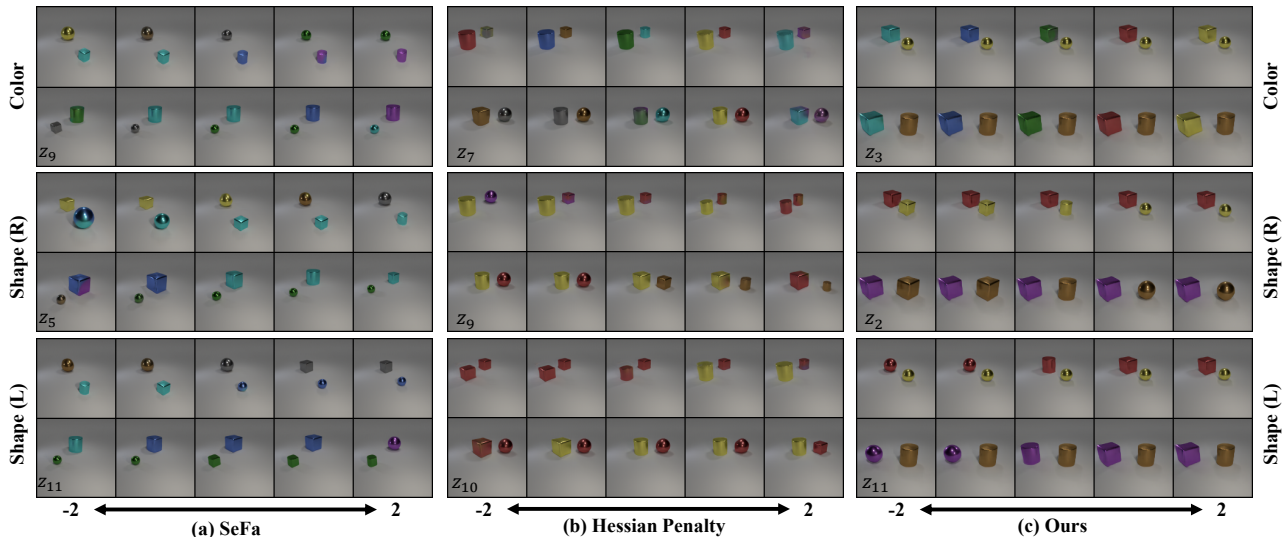 Color
Color
z₉
z₇
z₃
Shape (R)
Shape (R)
z₅
z₉
z₂
Shape (L)
Shape (L)
z₁₁
z₁₀
z₁₁
-2 2 -2 2 -2 2
(a) SeFa (b) Hessian Penalty (c) Ours